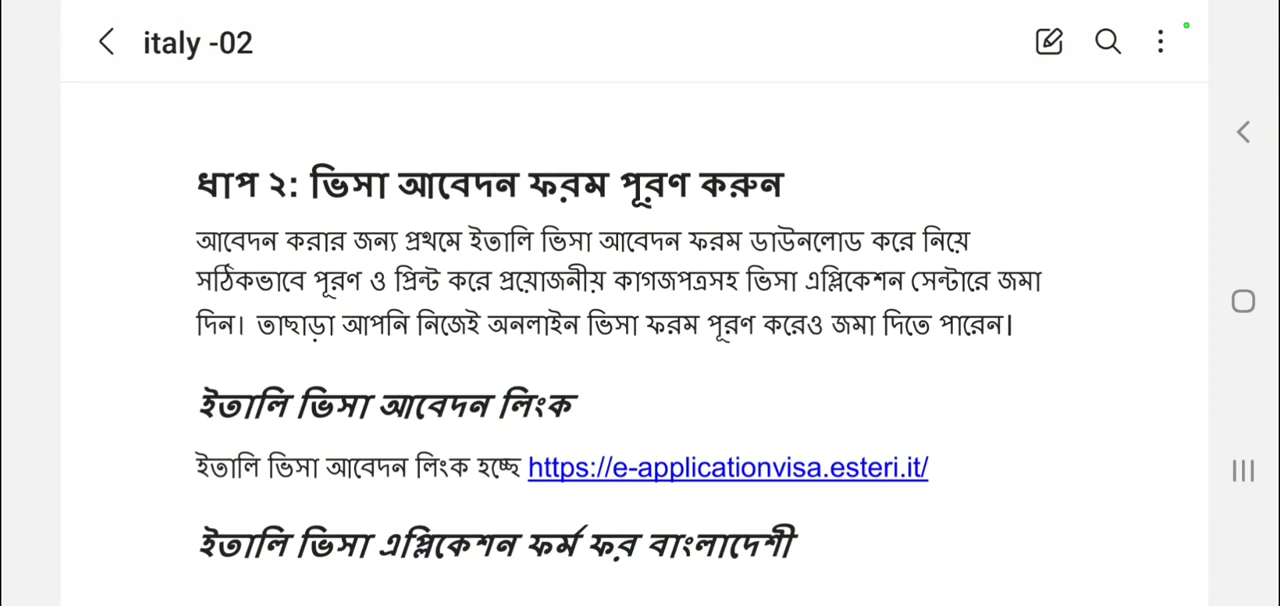 italy -02
ধাপ ২: ভিসা আবেদন ফরম পূরণ করুন
আবেদন করার জন্য প্রথমে ইতালি ভিসা আবেদন ফরম ডাউনলোড করে নিয়ে
সঠিকভাবে পূরণ ও প্রিন্ট করে প্রয়োজনীয় কাগজপত্রসহ ভিসা এপ্লিকেশন সেন্টারে জমা
দিন। তাছাড়া আপনি নিজেই অনলাইন ভিসা ফরম পূরণ করেও জমা দিতে পারেন।
ইতালি ভিসা আবেদন লিংক
ইতালি ভিসা আবেদন লিংক হচ্ছে https://e-applicationvisa.esteri.it/
ইতালি ভিসা এপ্লিকেশন ফর্ম ফর বাংলাদেশী